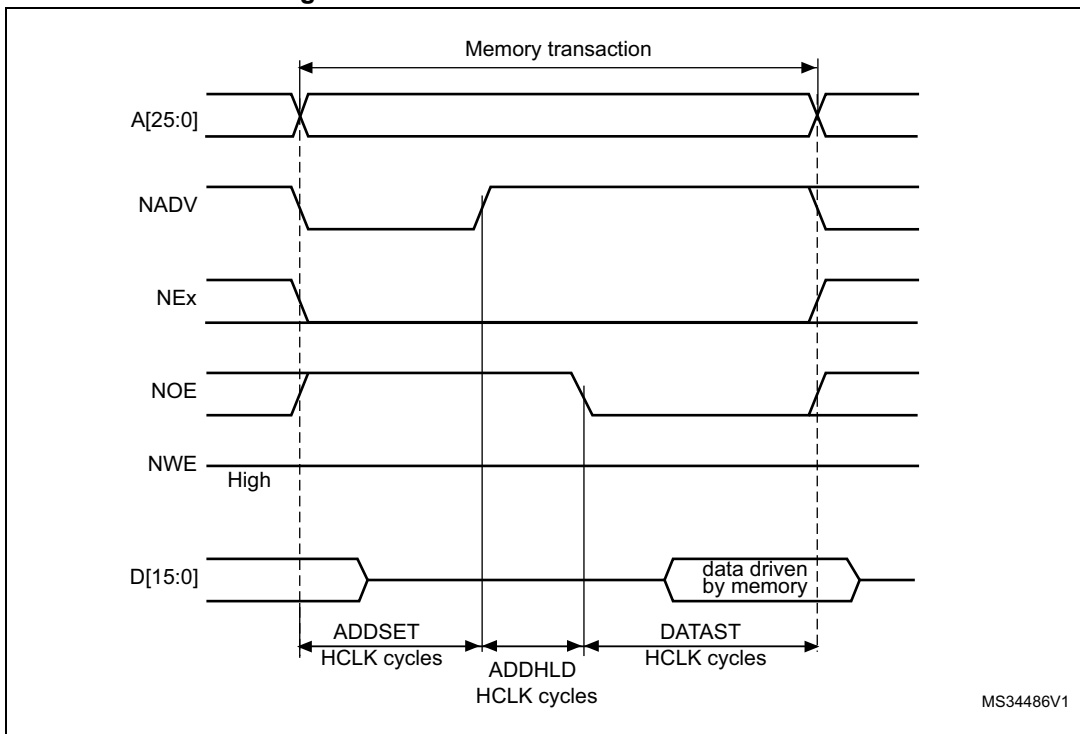 Memory transaction
A[25:0]
NADV
NEx
NOE
NWE
High
D[15:0]
data driven
by memory
ADDSET
HCLK cycles
ADDHLD
HCLK cycles
DATAST
HCLK cycles
MS34486V1